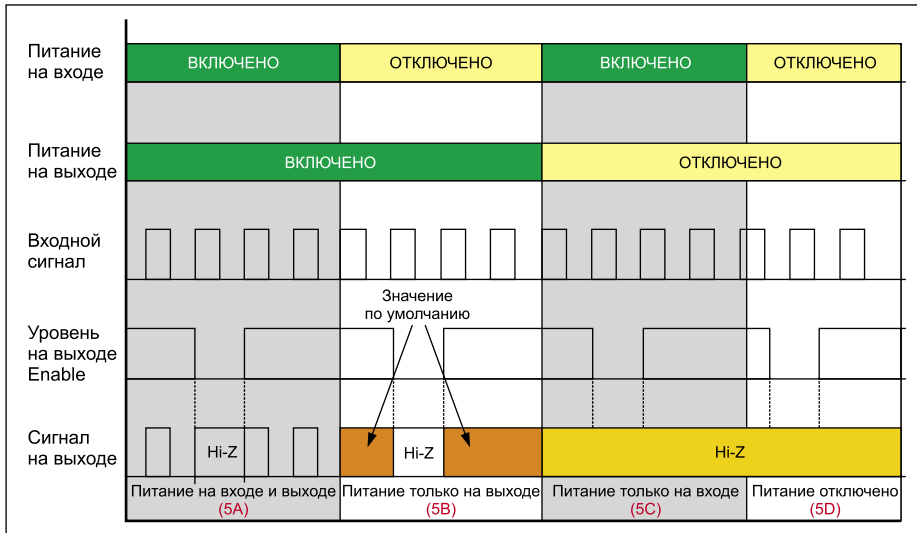 Питание
на входе
ВКЛЮЧЕНО
ОТКЛЮЧЕНО
ВКЛЮЧЕНО
ОТКЛЮЧЕНО
Питание
на выходе
ВКЛЮЧЕНО
ОТКЛЮЧЕНО
Входной
сигнал
Значение
по умолчанию
Уровень
на выходе
Enable
Сигнал
на выходе
Hi-Z
Hi-Z
Hi-Z
Питание на входе и выходе
(5A)
Питание только на выходе
(5B)
Питание только на входе
(5C)
Питание отключено
(5D)